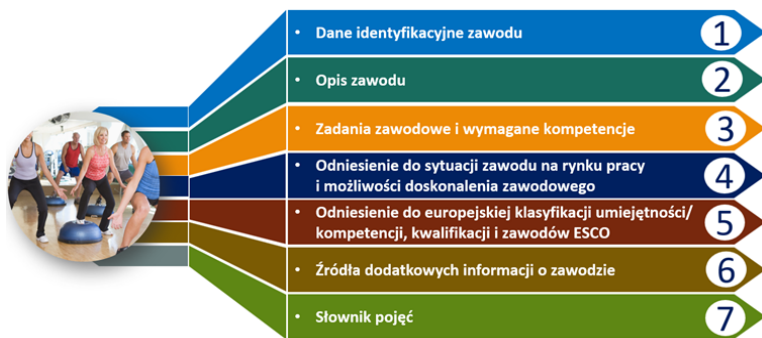 • Dane identyfikacyjne zawodu 1
• Opis zawodu 2
• Zadania zawodowe i wymagane kompetencje 3
• Odniesienie do sytuacji zawodu na rynku pracy
i możliwości doskonalenia zawodowego 4
• Odniesienie do europejskiej klasyfikacji umiejętności/
kompetencji, kwalifikacji i zawodów ESCO 5
• Źródła dodatkowych informacji o zawodzie 6
• Słownik pojęć 7